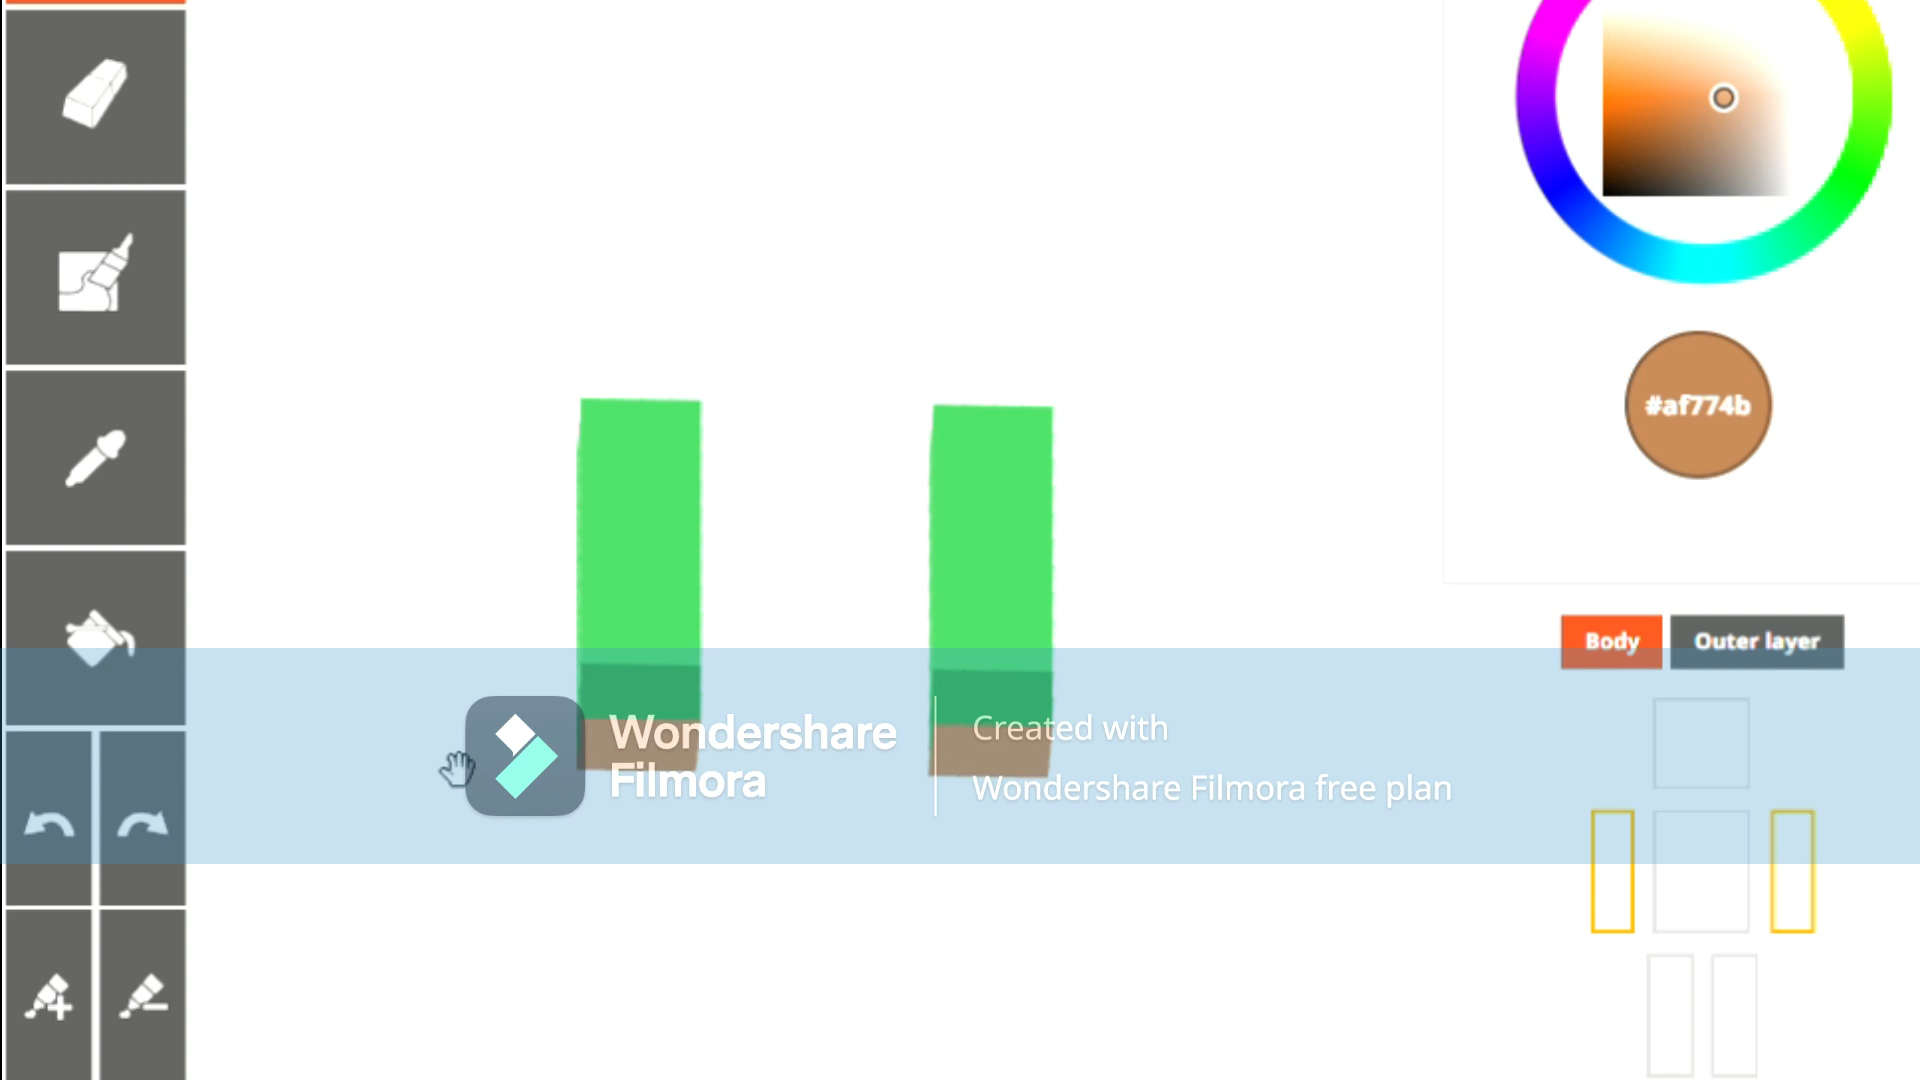 #af774b
Body
Outer layer
Wondershare
Filmora
Created with
Wondershare Filmora free plan